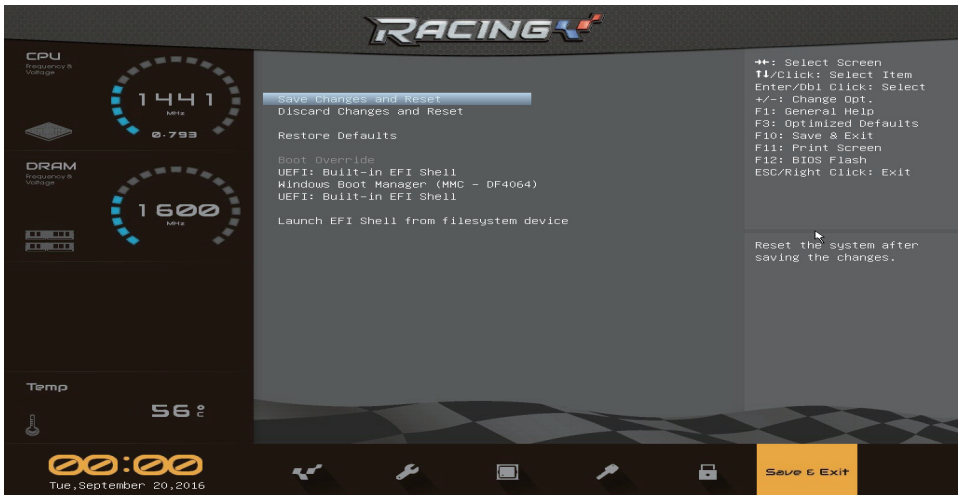 RACING
CPU
Frequency &
Voltage
1441
MHz
0.793
DRAM
Frequency &
Voltage
1600
MHz
Temp
56 °C
00:00
Tue,September 20,2016
Save Changes and Reset
Discard Changes and Reset
Restore Defaults
Boot Override
UEFI: Built-in EFI Shell
Windows Boot Manager (MMC - DF4064)
UEFI: Built-in EFI Shell
Launch EFI Shell from filesystem device
→←: Select Screen
↑↓/Click: Select Item
Enter/Dbl Click: Select
+/-: Change Opt.
F1: General Help
F3: Optimized Defaults
F10: Save & Exit
F11: Print Screen
F12: BIOS Flash
ESC/Right Click: Exit
Reset the system after
saving the changes.
Save & Exit